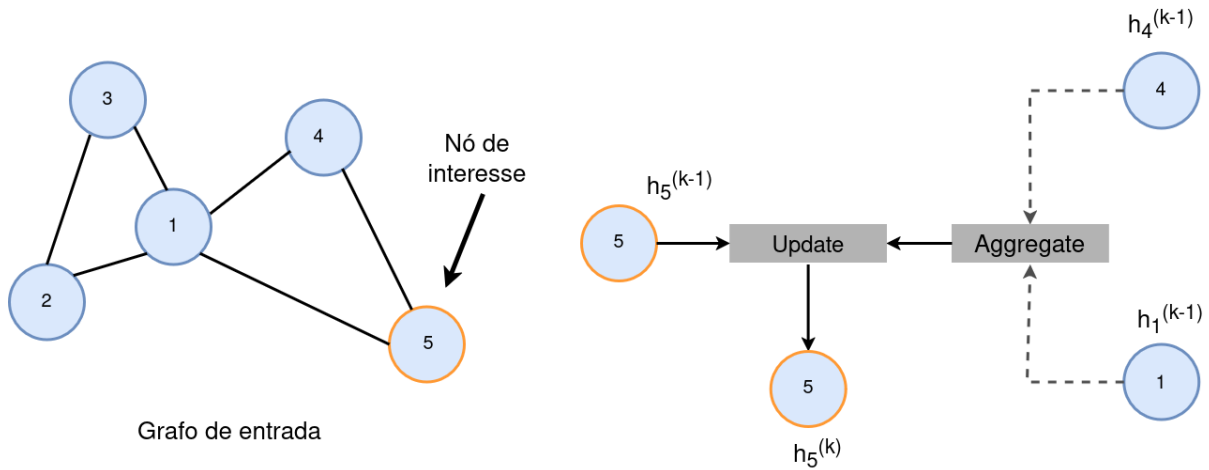 3
4
Nó de
interesse
1
2
5
Grafo de entrada
h₄⁽ᵏ⁻¹⁾
4
h₅⁽ᵏ⁻¹⁾
5
Update
Aggregate
h₁⁽ᵏ⁻¹⁾
1
5
h₅⁽ᵏ⁾